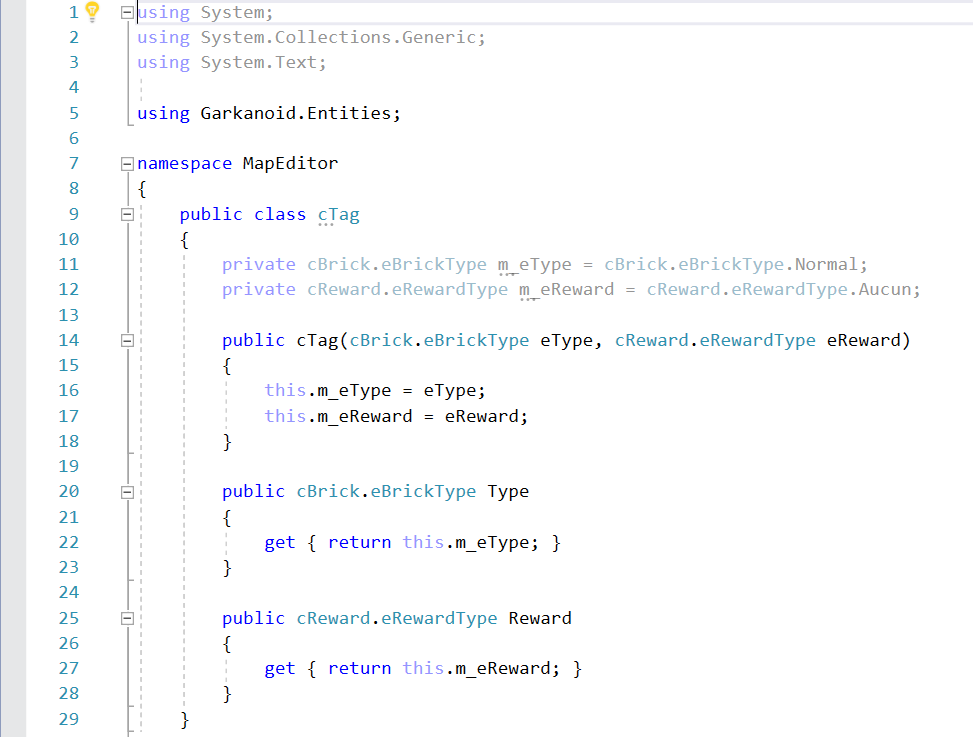 1 using System;
2 using System.Collections.Generic;
3 using System.Text;
4
5 using Garkanoid.Entities;
6
7 namespace MapEditor
8 {
9     public class cTag
10     {
11         private cBrick.eBrickType m_eType = cBrick.eBrickType.Normal;
12         private cReward.eRewardType m_eReward = cReward.eRewardType.Aucun;
13
14         public cTag(cBrick.eBrickType eType, cReward.eRewardType eReward)
15         {
16             this.m_eType = eType;
17             this.m_eReward = eReward;
18         }
19
20         public cBrick.eBrickType Type
21         {
22             get { return this.m_eType; }
23         }
24
25         public cReward.eRewardType Reward
26         {
27             get { return this.m_eReward; }
28         }
29     }